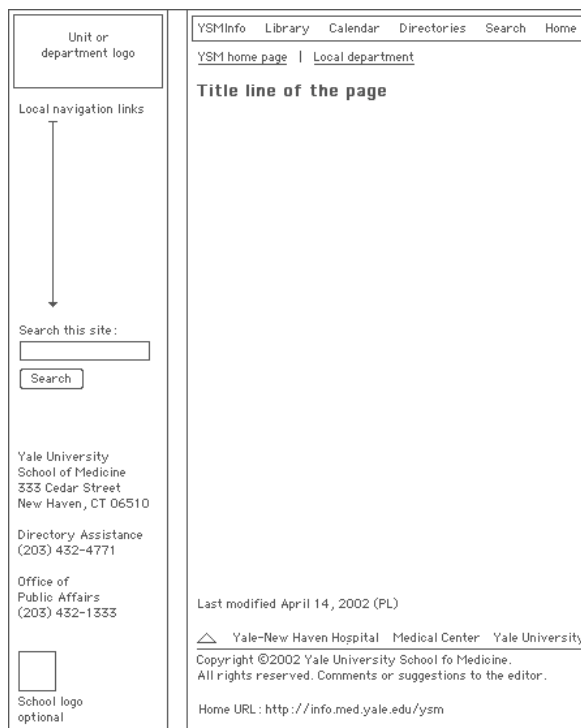 Unit or
department logo
Local navigation links
Search this site:
Search
Yale University
School of Medicine
333 Cedar Street
New Haven, CT 06510
Directory Assistance
(203) 432-4771
Office of
Public Affairs
(203) 432-1333
School logo
optional
YSMInfo Library Calendar Directories Search Home
YSM home page | Local department
Title line of the page
Last modified April 14, 2002 (PL)
Yale-New Haven Hospital Medical Center Yale University
Copyright ©2002 Yale University School fo Medicine.
All rights reserved. Comments or suggestions to the editor.
Home URL: http://info.med.yale.edu/ysm